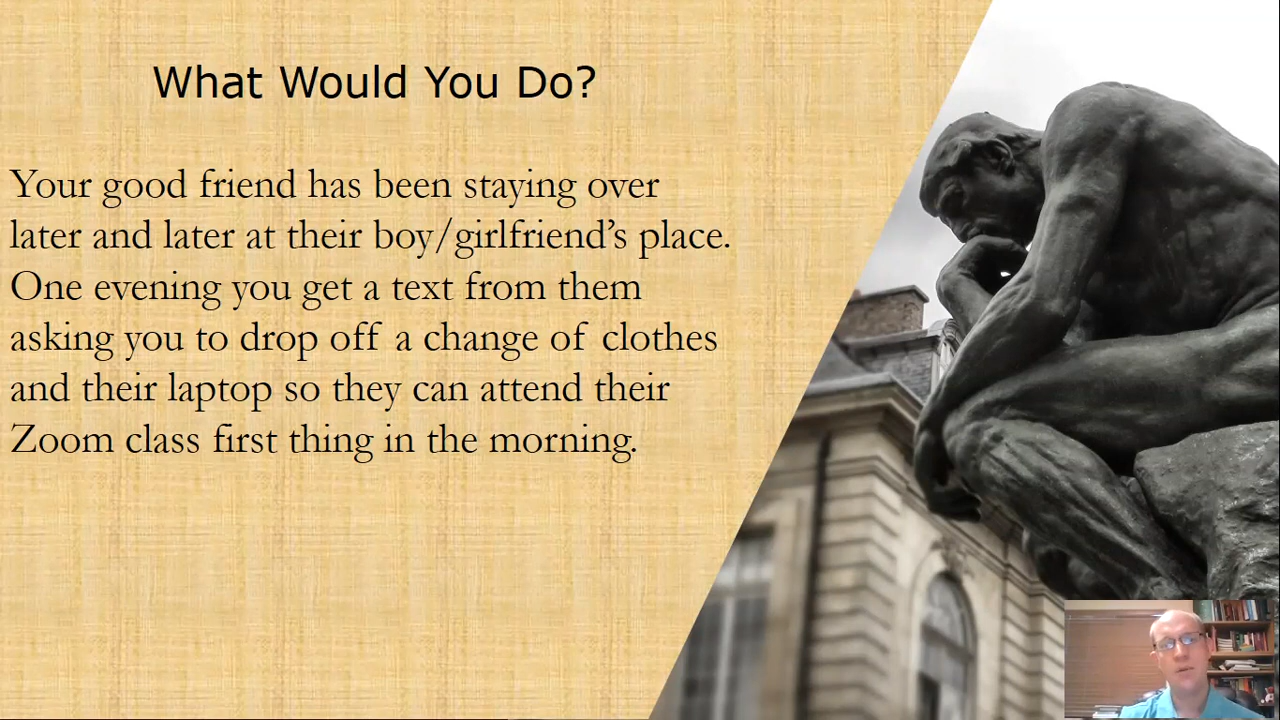 What Would You Do?
Your good friend has been staying over
later and later at their boy/girlfriend’s place.
One evening you get a text from them
asking you to drop off a change of clothes
and their laptop so they can attend their
Zoom class first thing in the morning.